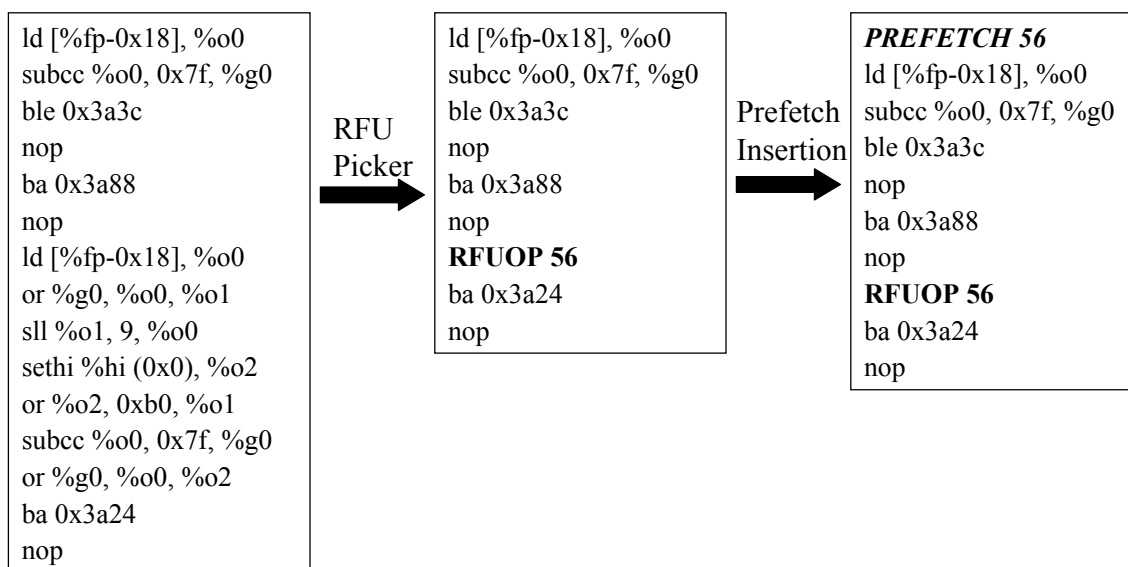 ld [%fp-0x18], %o0
subcc %o0, 0x7f, %g0
ble 0x3a3c
nop
ba 0x3a88
nop
ld [%fp-0x18], %o0
or %g0, %o0, %o1
sll %o1, 9, %o0
sethi %hi (0x0), %o2
or %o2, 0xb0, %o1
subcc %o0, 0x7f, %g0
or %g0, %o0, %o2
ba 0x3a24
nop
RFU
Picker
ld [%fp-0x18], %o0
subcc %o0, 0x7f, %g0
ble 0x3a3c
nop
ba 0x3a88
nop
RFUOP 56
ba 0x3a24
nop
Prefetch
Insertion
PREFETCH 56
ld [%fp-0x18], %o0
subcc %o0, 0x7f, %g0
ble 0x3a3c
nop
ba 0x3a88
nop
RFUOP 56
ba 0x3a24
nop